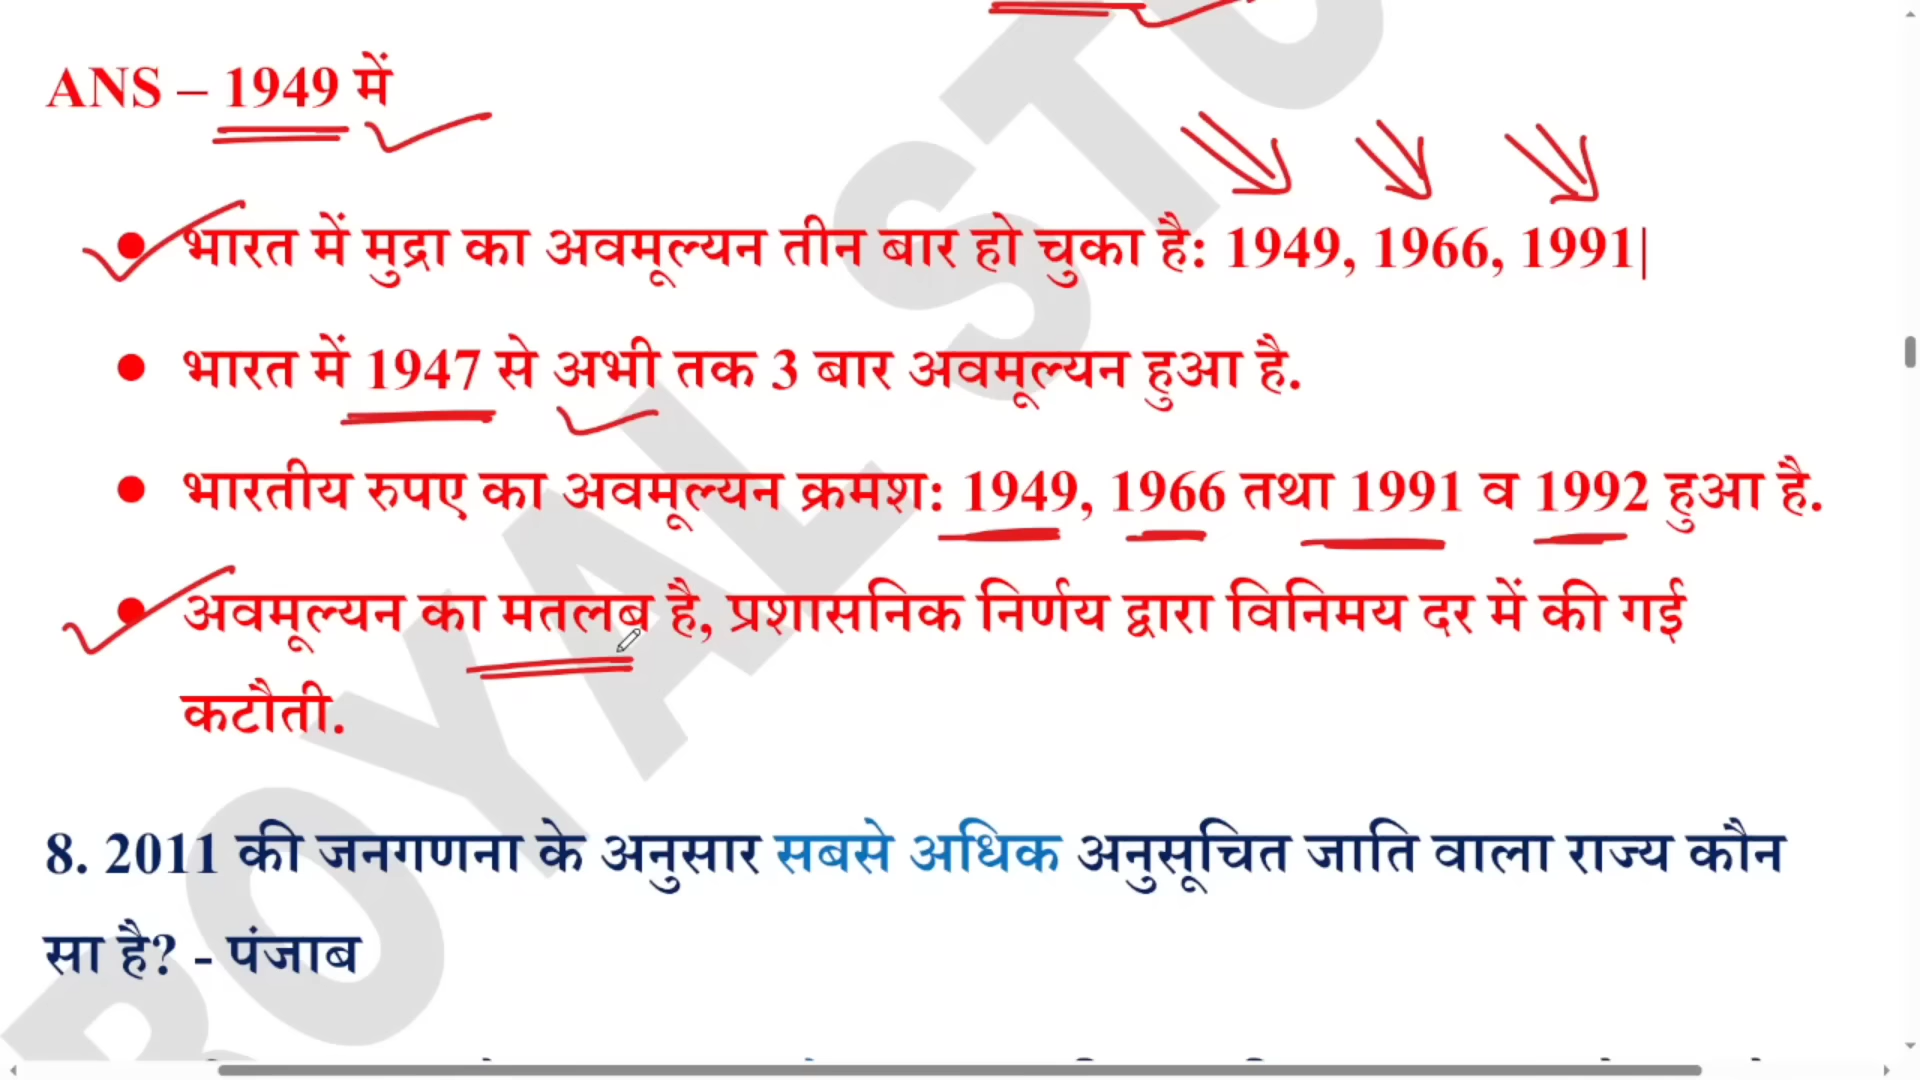 ANS – 1949 में
● भारत में मुद्रा का अवमूल्यन तीन बार हो चुका है: 1949, 1966, 1991|
● भारत में 1947 से अभी तक 3 बार अवमूल्यन हुआ है.
● भारतीय रुपए का अवमूल्यन क्रमश: 1949, 1966 तथा 1991 व 1992 हुआ है.
● अवमूल्यन का मतलब है, प्रशासनिक निर्णय द्वारा विनिमय दर में की गई
कटौती.
8. 2011 की जनगणना के अनुसार सबसे अधिक अनुसूचित जाति वाला राज्य कौन
सा है? - पंजाब
ROYAL